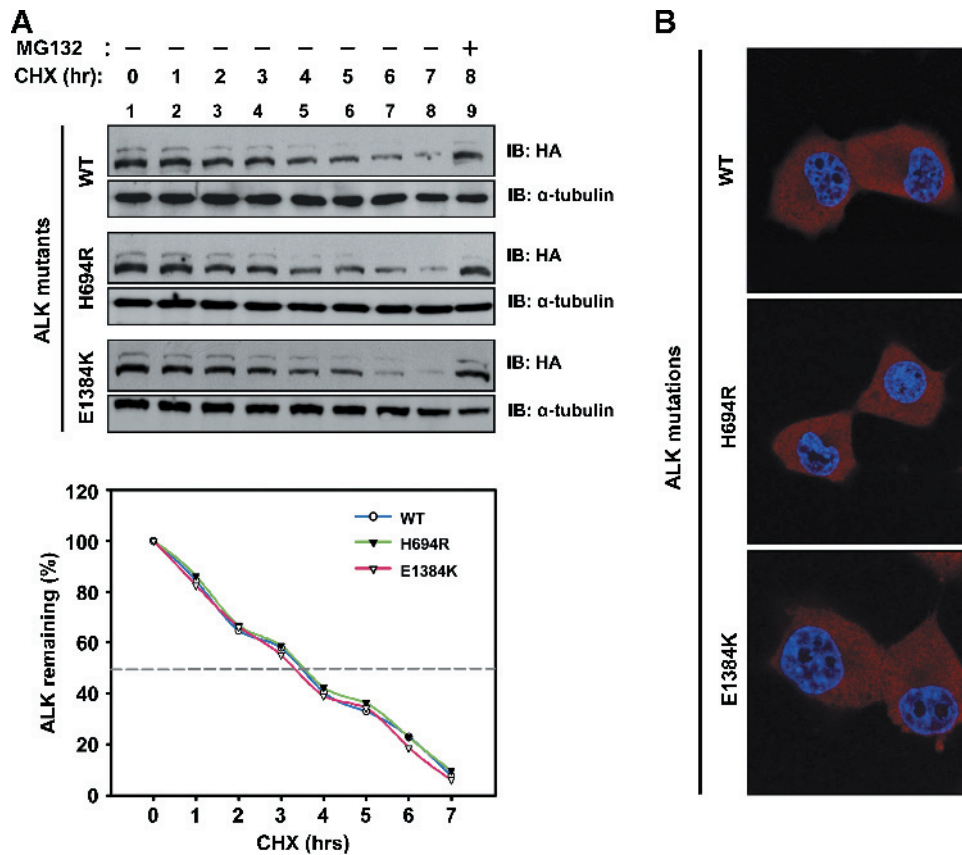 A
MG132 : – – – – – – – – +
CHX (hr): 0 1 2 3 4 5 6 7 8
1 2 3 4 5 6 7 8 9
ALK mutants
WT
IB: HA
IB: α-tubulin
H694R
IB: HA
IB: α-tubulin
E1384K
IB: HA
IB: α-tubulin
ALK remaining (%)
120
100
80
60
40
20
0
WT
H694R
E1384K
0 1 2 3 4 5 6 7
CHX (hrs)
B
ALK mutations
WT
H694R
E1384K